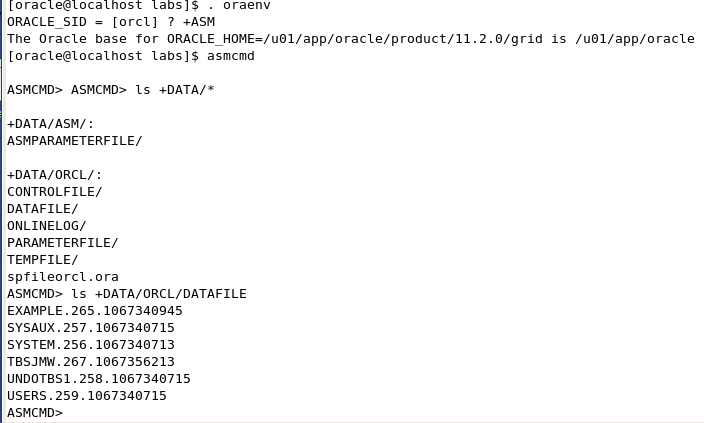 [oracle@localhost labs]$ . oraenv
ORACLE_SID = [orcl] ? +ASM
The Oracle base for ORACLE_HOME=/u01/app/oracle/product/11.2.0/grid is /u01/app/oracle
[oracle@localhost labs]$ asmcmd
ASMCMD> ASMCMD> ls +DATA/*
+DATA/ASM/:
ASMPARAMETERFILE/
+DATA/ORCL/:
CONTROLFILE/
DATAFILE/
ONLINELOG/
PARAMETERFILE/
TEMPFILE/
spfileorcl.ora
ASMCMD> ls +DATA/ORCL/DATAFILE
EXAMPLE.265.1067340945
SYSAUX.257.1067340715
SYSTEM.256.1067340713
TBSJMW.267.1067356213
UNDOTBS1.258.1067340715
USERS.259.1067340715
ASMCMD>